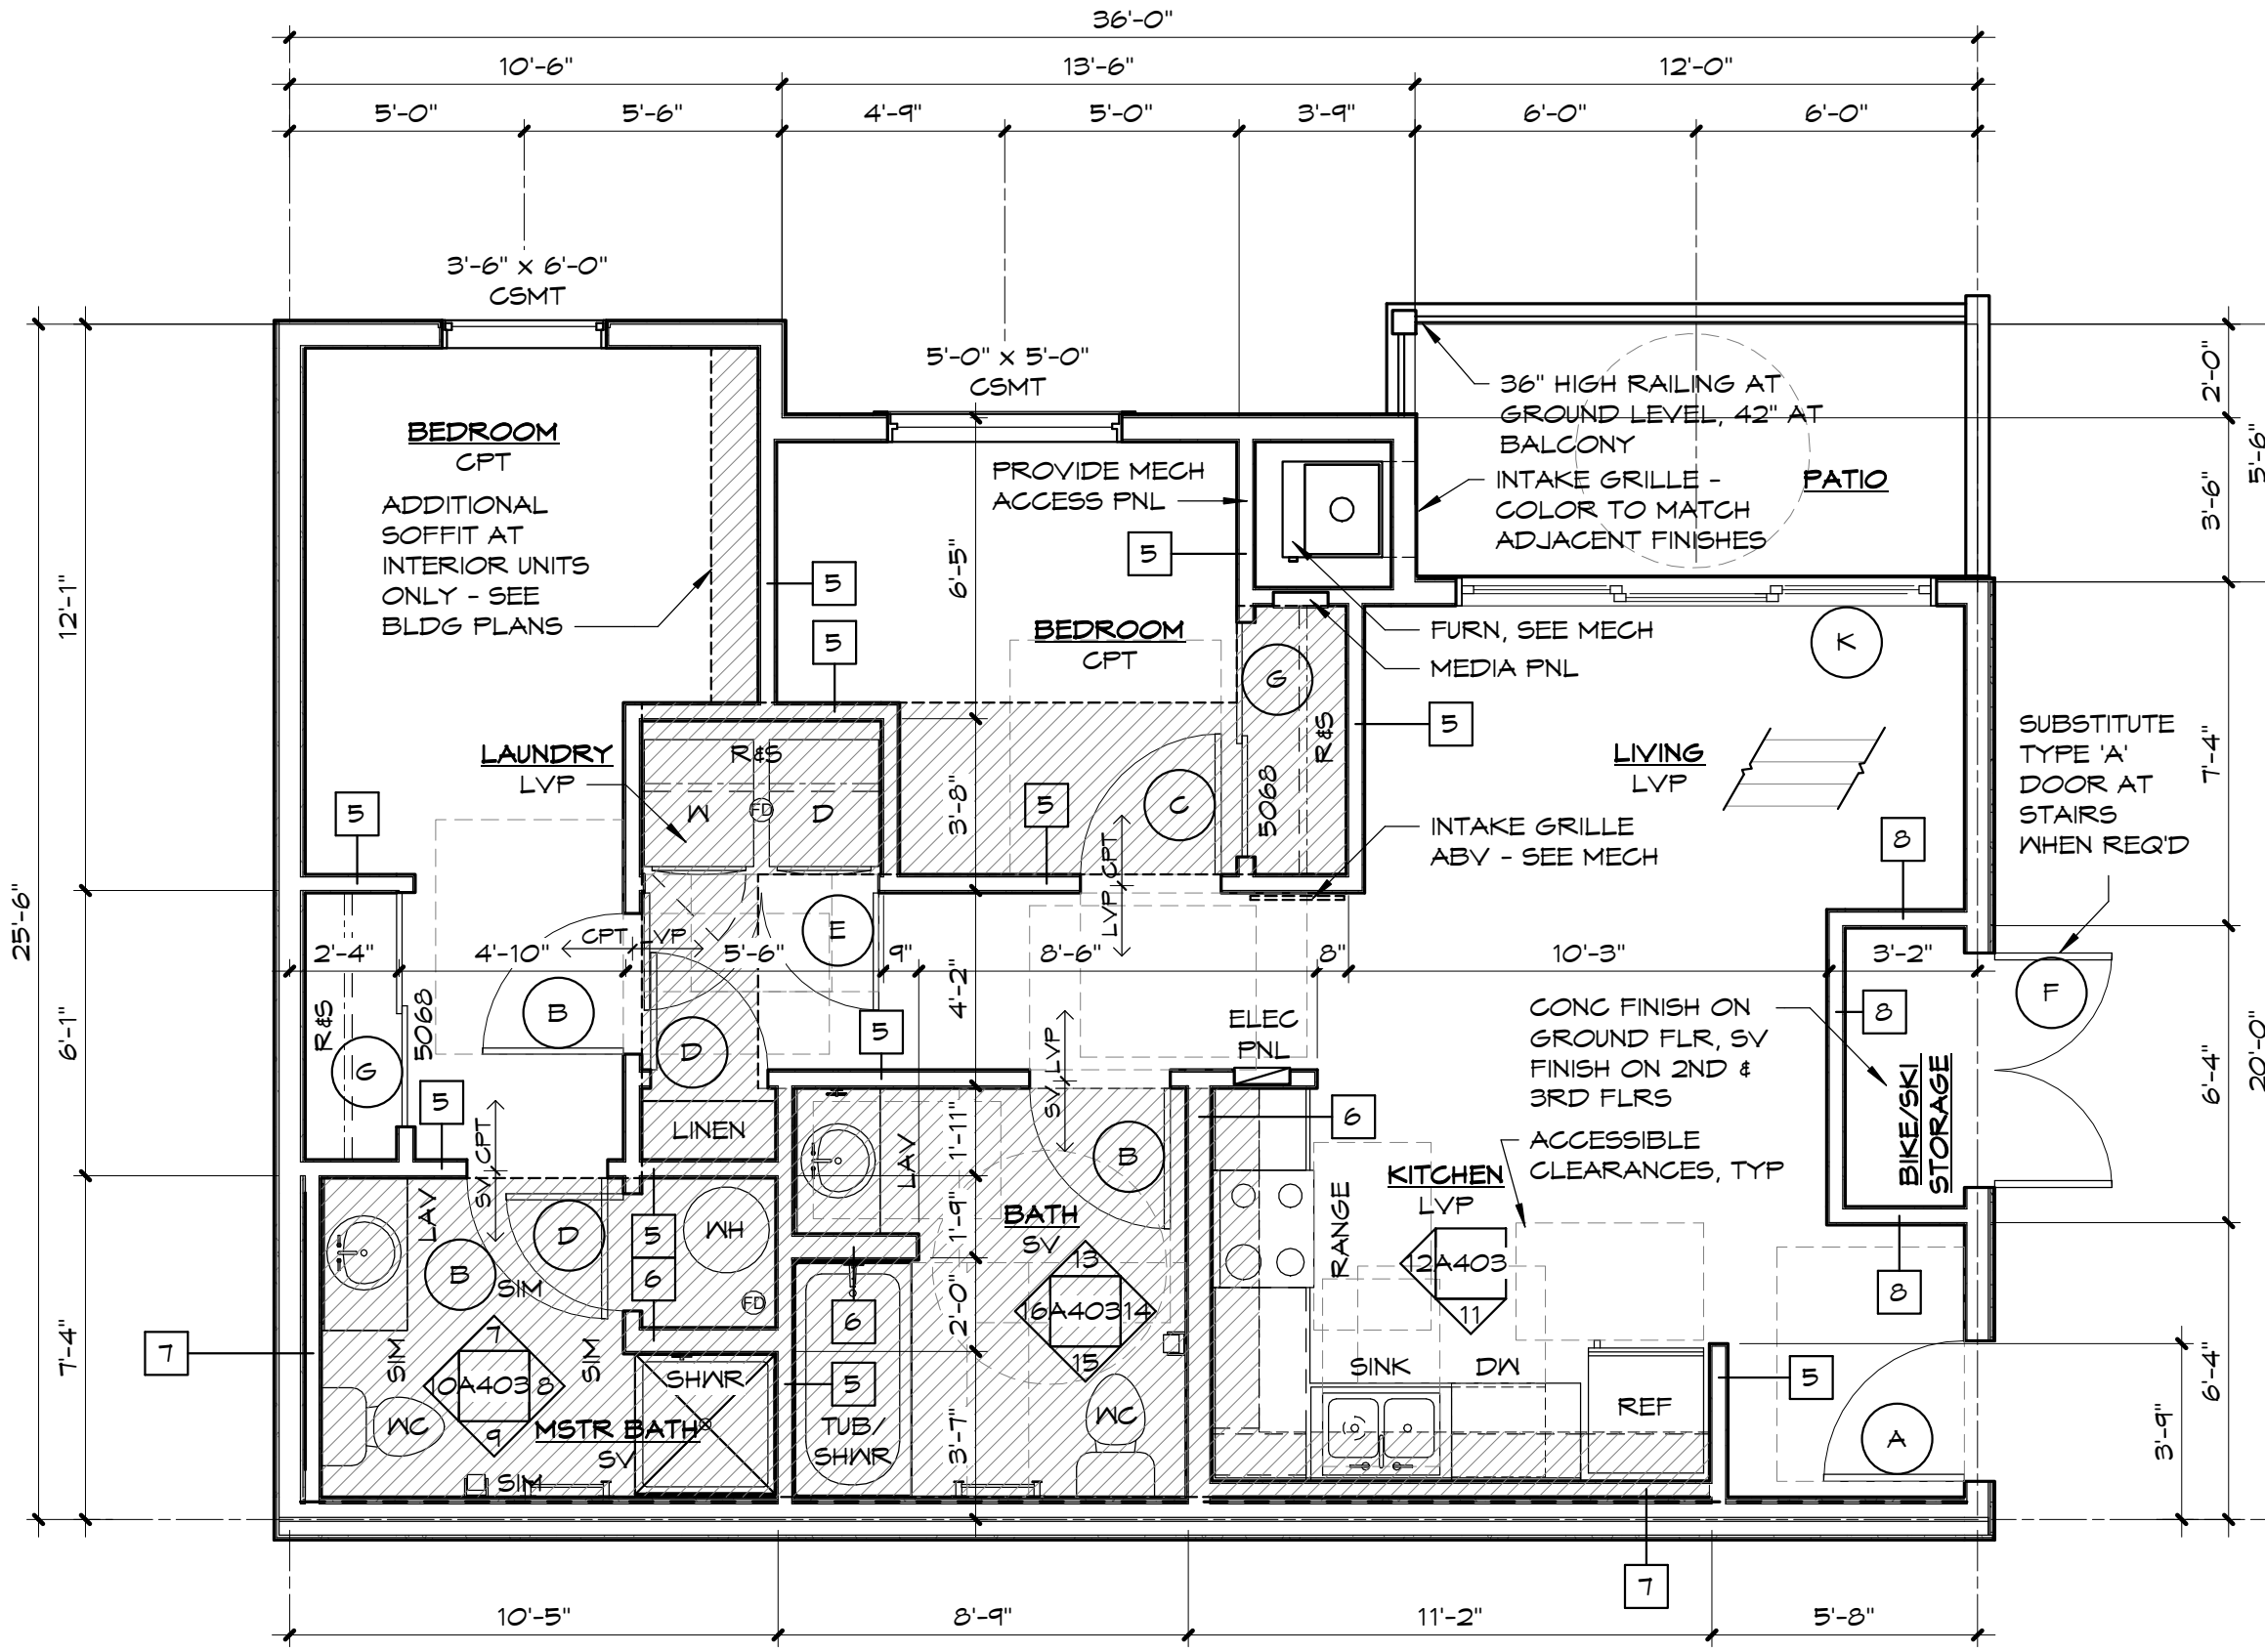 36'-0"
10'-6"
13'-6"
12'-0"
5'-0"
5'-6"
4'-9"
5'-0"
3'-9"
6'-0"
6'-0"
3'-6" x 6'-0"
CSMT
5'-0" x 5'-0"
CSMT
25'-6"
12'-1"
6'-1"
7'-4"
2'-0"
3'-6"
5'-6"
7'-4"
6'-4"
20'-0"
6'-4"
3'-9"
BEDROOM
CPT
ADDITIONAL
SOFFIT AT
INTERIOR UNITS
ONLY - SEE
BLDG PLANS
5
5
PROVIDE MECH
ACCESS PNL
5
6'-5"
BEDROOM
CPT
36" HIGH RAILING AT
GROUND LEVEL, 42" AT
BALCONY
INTAKE GRILLE -
COLOR TO MATCH
ADJACENT FINISHES
PATIO
FURN, SEE MECH
MEDIA PNL
K
G
R&S
5068
5
LIVING
LVP
SUBSTITUTE
TYPE 'A'
DOOR AT
STAIRS
WHEN REQ'D
LAUNDRY
LVP
R&S
W
FD
D
5
3'-8"
5
C
LVP CPT
INTAKE GRILLE
ABV - SEE MECH
8
E
2'-4"
4'-10"
CPT LVP
5'-6"
9"
8'-6"
8"
10'-3"
3'-2"
4'-2"
R&S
G
5068
B
D
5
SV LVP
ELEC
PNL
CONC FINISH ON
GROUND FLR, SV
FINISH ON 2ND &
3RD FLRS
8
F
BIKE/SKI
STORAGE
5
SV CPT
LINEN
LAV
1'-11"
B
6
ACCESSIBLE
CLEARANCES, TYP
KITCHEN
LVP
RANGE
LAV
B
D
SIM
5
6
WH
FD
1'-9"
BATH
SV
13
16 A403 14
15
12 A403
11
8
6
2'-0"
7
SIM
7
10 A403 8
9
SIM
WC
MSTR BATH
SV
SIM
SHWR
5
TUB/
SHWR
3'-7"
WC
SINK
DW
REF
5
A
7
10'-5"
8'-9"
11'-2"
5'-8"